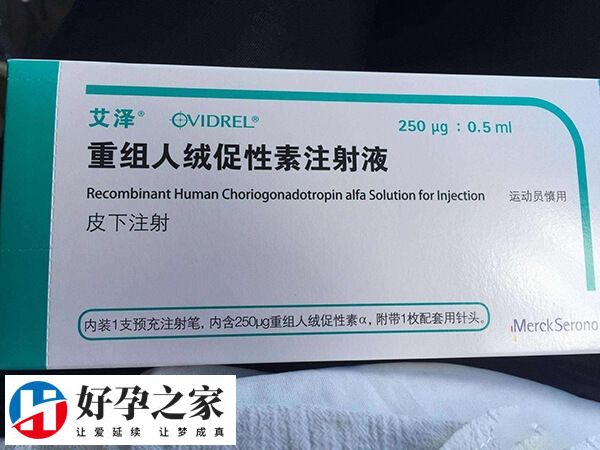 艾泽® OVIDREL®
250 μg : 0.5 ml
重组人绒促性素注射液
Recombinant Human Choriogonadotropin alfa Solution for Injection 运动员慎用
皮下注射
内装1支预充注射笔，内含250μg重组人绒促性素α，附带1枚配套用针头。
MerckSerono
好孕之家
让爱延续 让梦成真